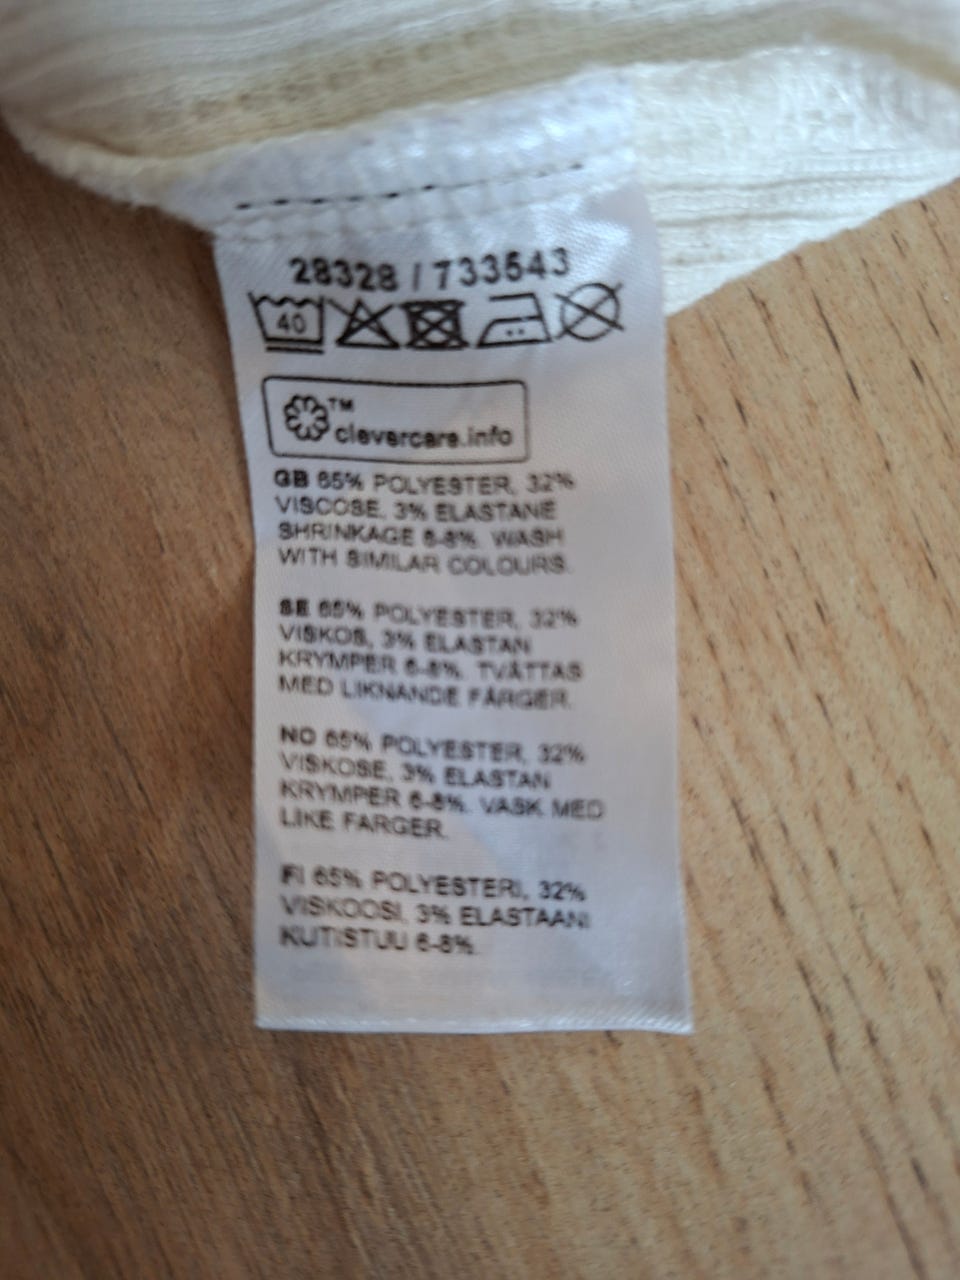 28328 / 733543
40
TM
clevercare.info
GB 65% POLYESTER, 32%
VISCOSE, 3% ELASTANE
SHRINKAGE 6-8%. WASH
WITH SIMILAR COLOURS.
SE 65% POLYESTER, 32%
VISKOS, 3% ELASTAN
KRYMPER 6-8%. TVÄTTAS
MED LIKNANDE FÄRGER.
NO 65% POLYESTER, 32%
VISKOSE, 3% ELASTAN
KRYMPER 6-8%. VASK MED
LIKE FARGER.
FI 65% POLYESTERI, 32%
VISKOOSI, 3% ELASTAANI
KUTISTUU 6-8%.